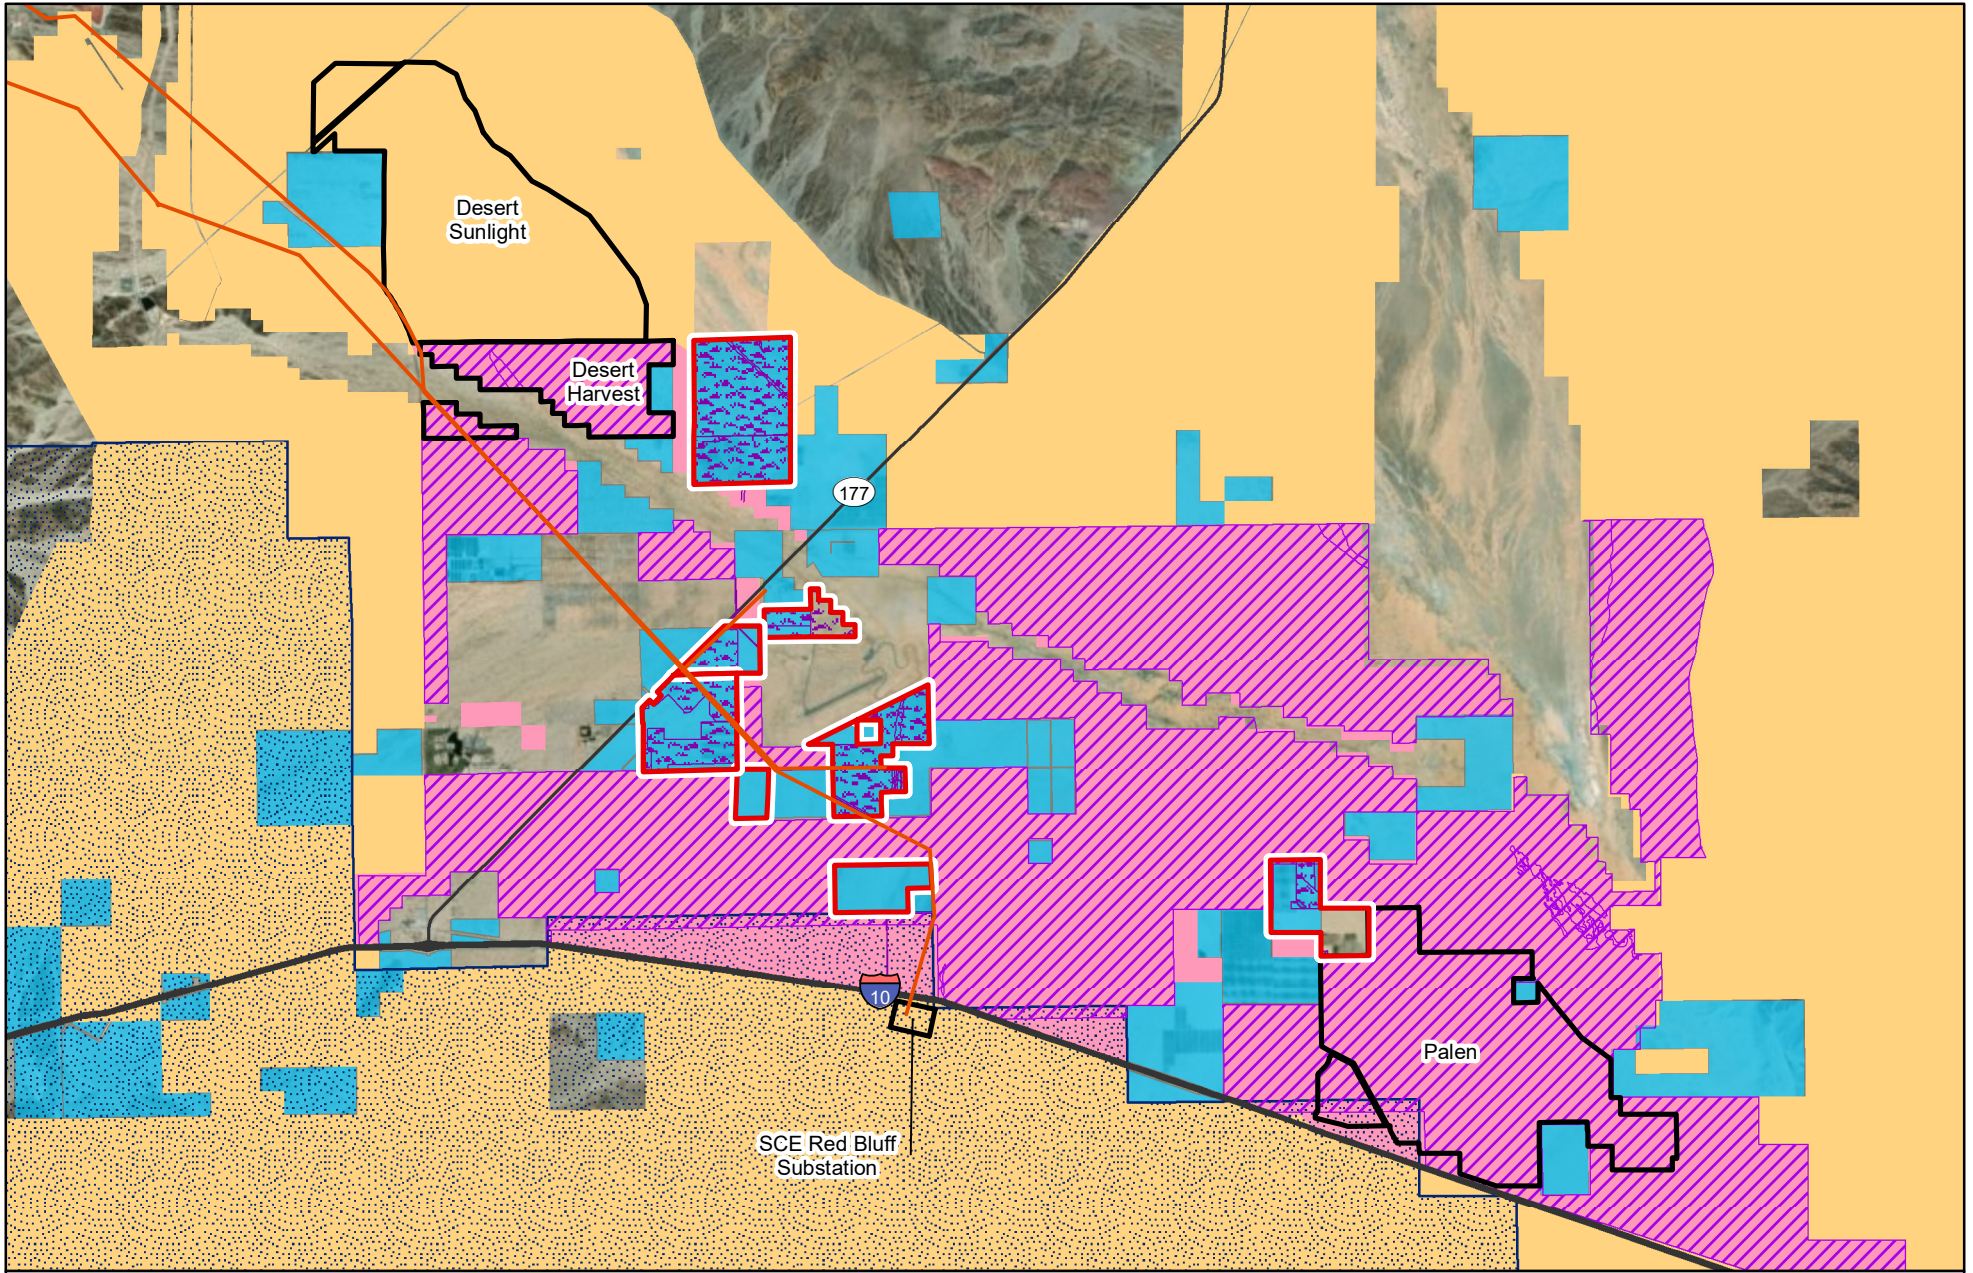 Desert
Sunlight
Desert
Harvest
177
10
Palen
SCE Red Bluff
Substation